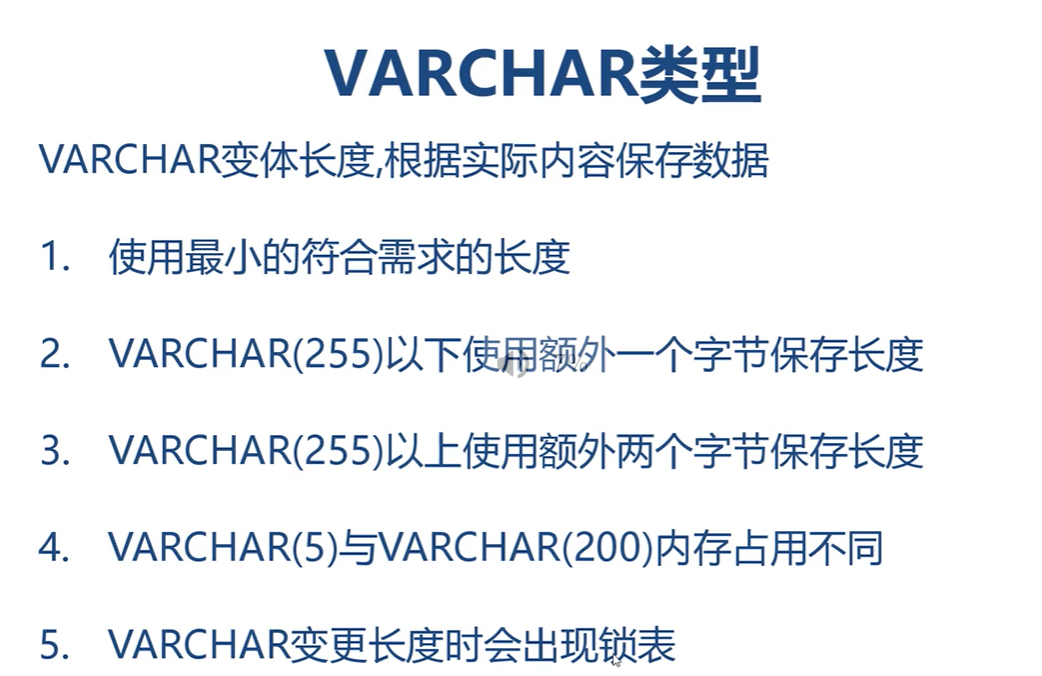 VARCHAR类型
VARCHAR变体长度,根据实际内容保存数据
1. 使用最小的符合需求的长度
2. VARCHAR(255)以下使用额外一个字节保存长度
3. VARCHAR(255)以上使用额外两个字节保存长度
4. VARCHAR(5)与VARCHAR(200)内存占用不同
5. VARCHAR变更长度时会出现锁表